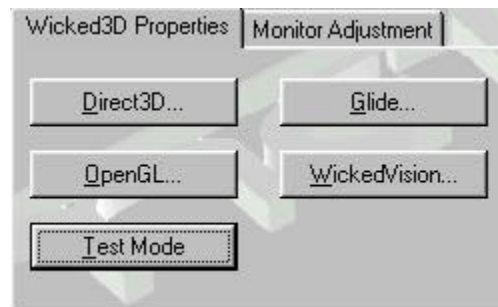 Wicked3D Properties Monitor Adjustment
Direct3D... Glide...
OpenGL... WickedVision...
Test Mode